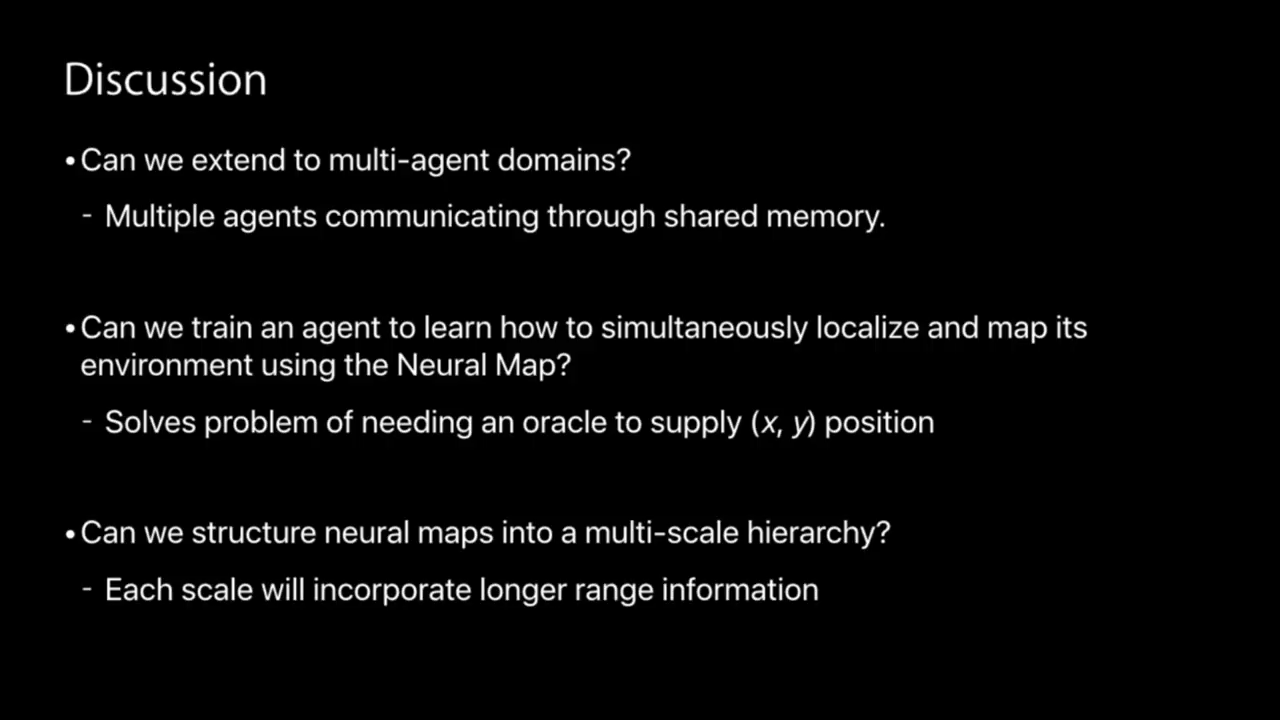 Discussion
• Can we extend to multi-agent domains?
- Multiple agents communicating through shared memory.
• Can we train an agent to learn how to simultaneously localize and map its
environment using the Neural Map?
- Solves problem of needing an oracle to supply (x, y) position
• Can we structure neural maps into a multi-scale hierarchy?
- Each scale will incorporate longer range information